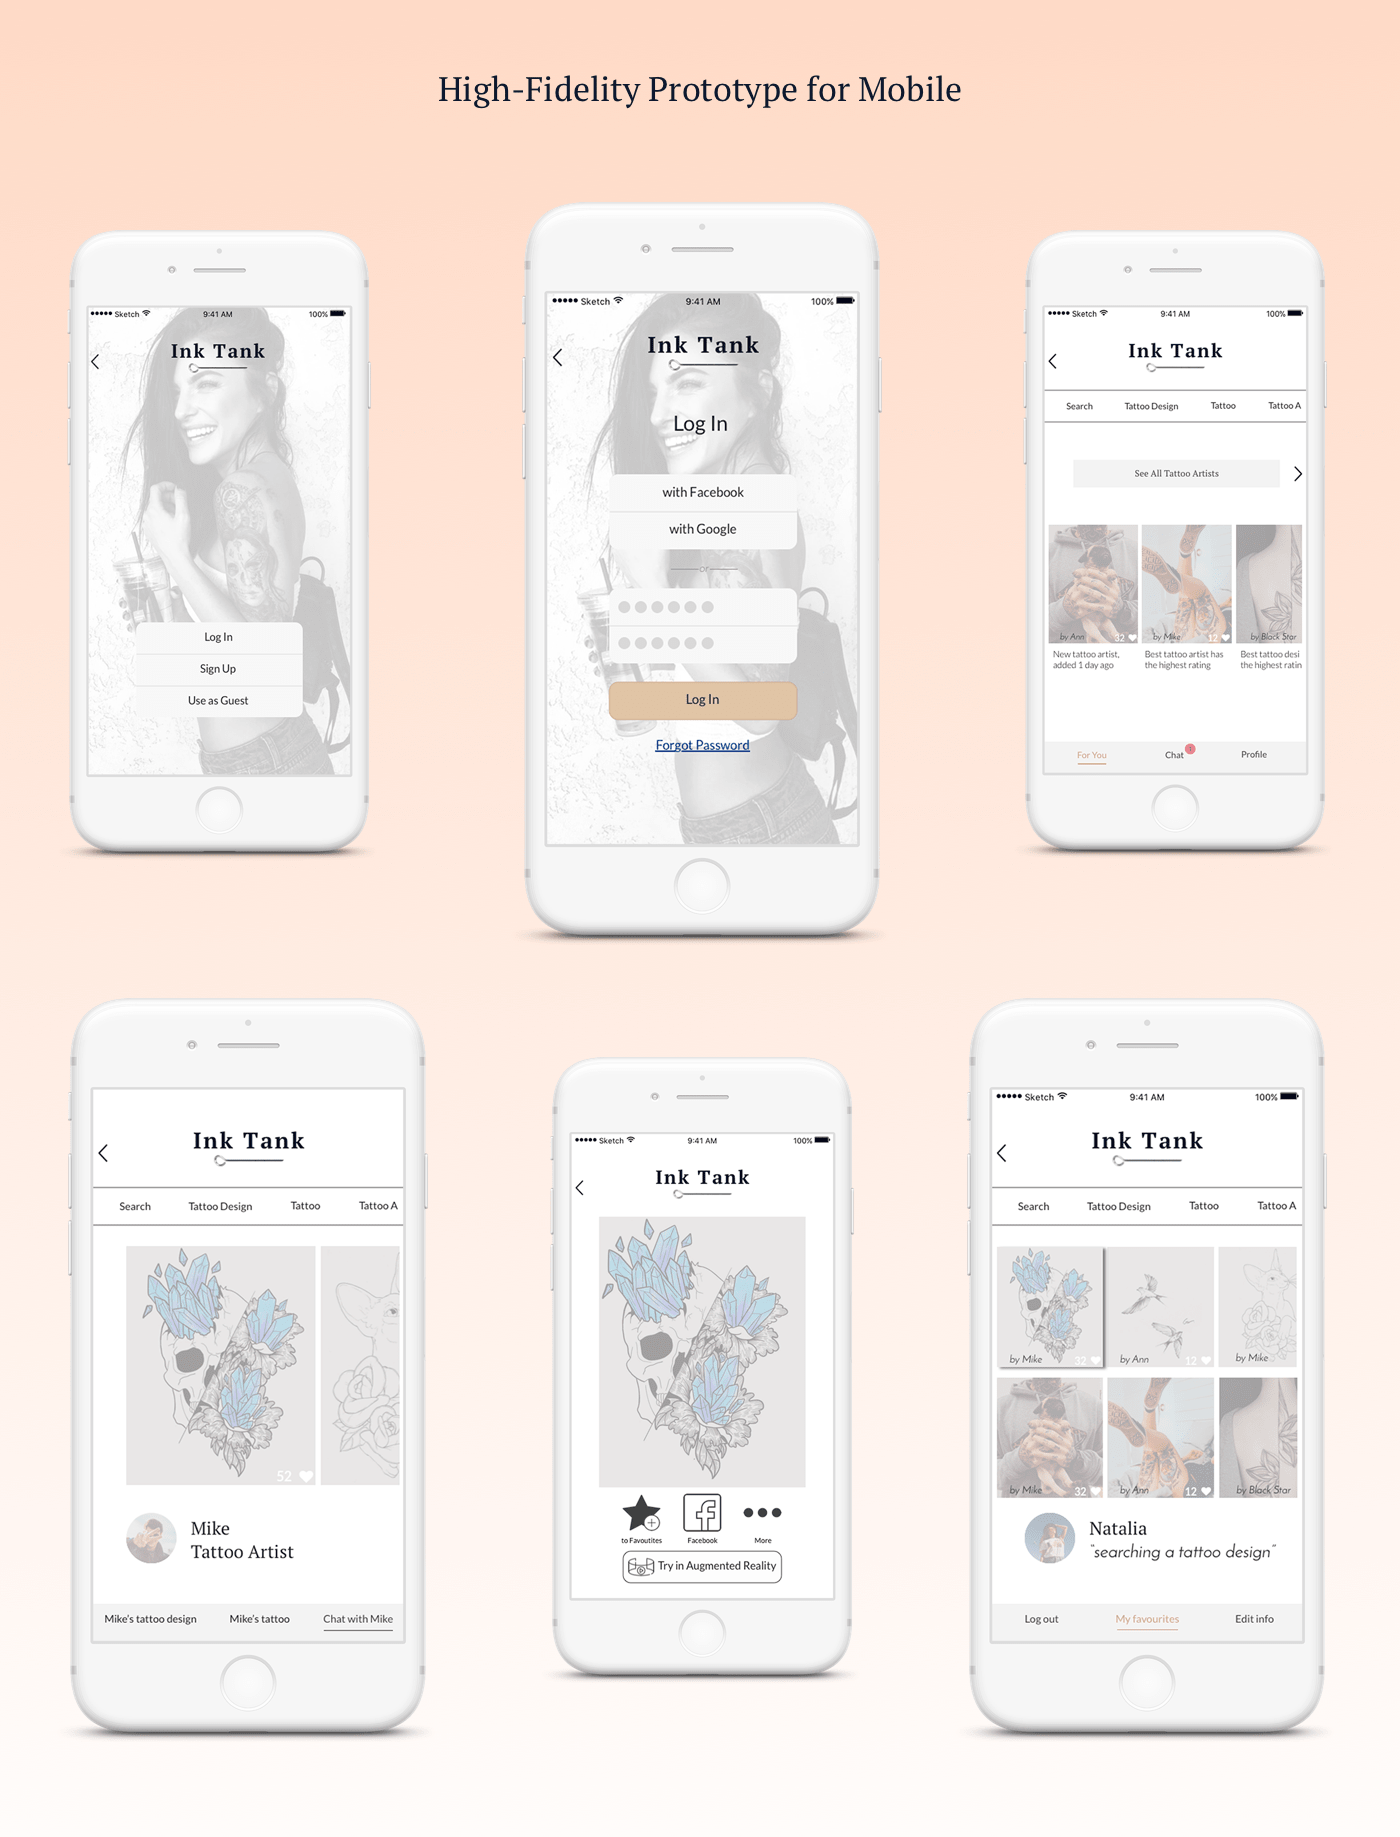 High-Fidelity Prototype for Mobile
Sketch 9:41 AM 100%
Ink Tank
Log In
Sign Up
Use as Guest
Sketch 9:41 AM 100%
Ink Tank
Log In
with Facebook
with Google
or
Log In
Forgot Password
Sketch 9:41 AM 100%
Ink Tank
Search Tattoo Design Tattoo Tattoo A
See All Tattoo Artists
by Ann 32 by Mike 12 by Black Star
New tattoo artist, Best tattoo artist has Best tattoo desi
added 1 day ago the highest rating the highest ratin
For You Chat 1 Profile
Ink Tank
Search Tattoo Design Tattoo Tattoo A
52
Mike
Tattoo Artist
Mike's tattoo design Mike's tattoo Chat with Mike
Sketch 9:41 AM 100%
Ink Tank
to Favoutites Facebook More
Try in Augmented Reality
Sketch 9:41 AM 100%
Ink Tank
Search Tattoo Design Tattoo Tattoo A
by Mike 32 by Ann 12 by Mike
by Mike 32 by Ann 12 by Black Star
Natalia
"searching a tattoo design"
Log out My favourites Edit info